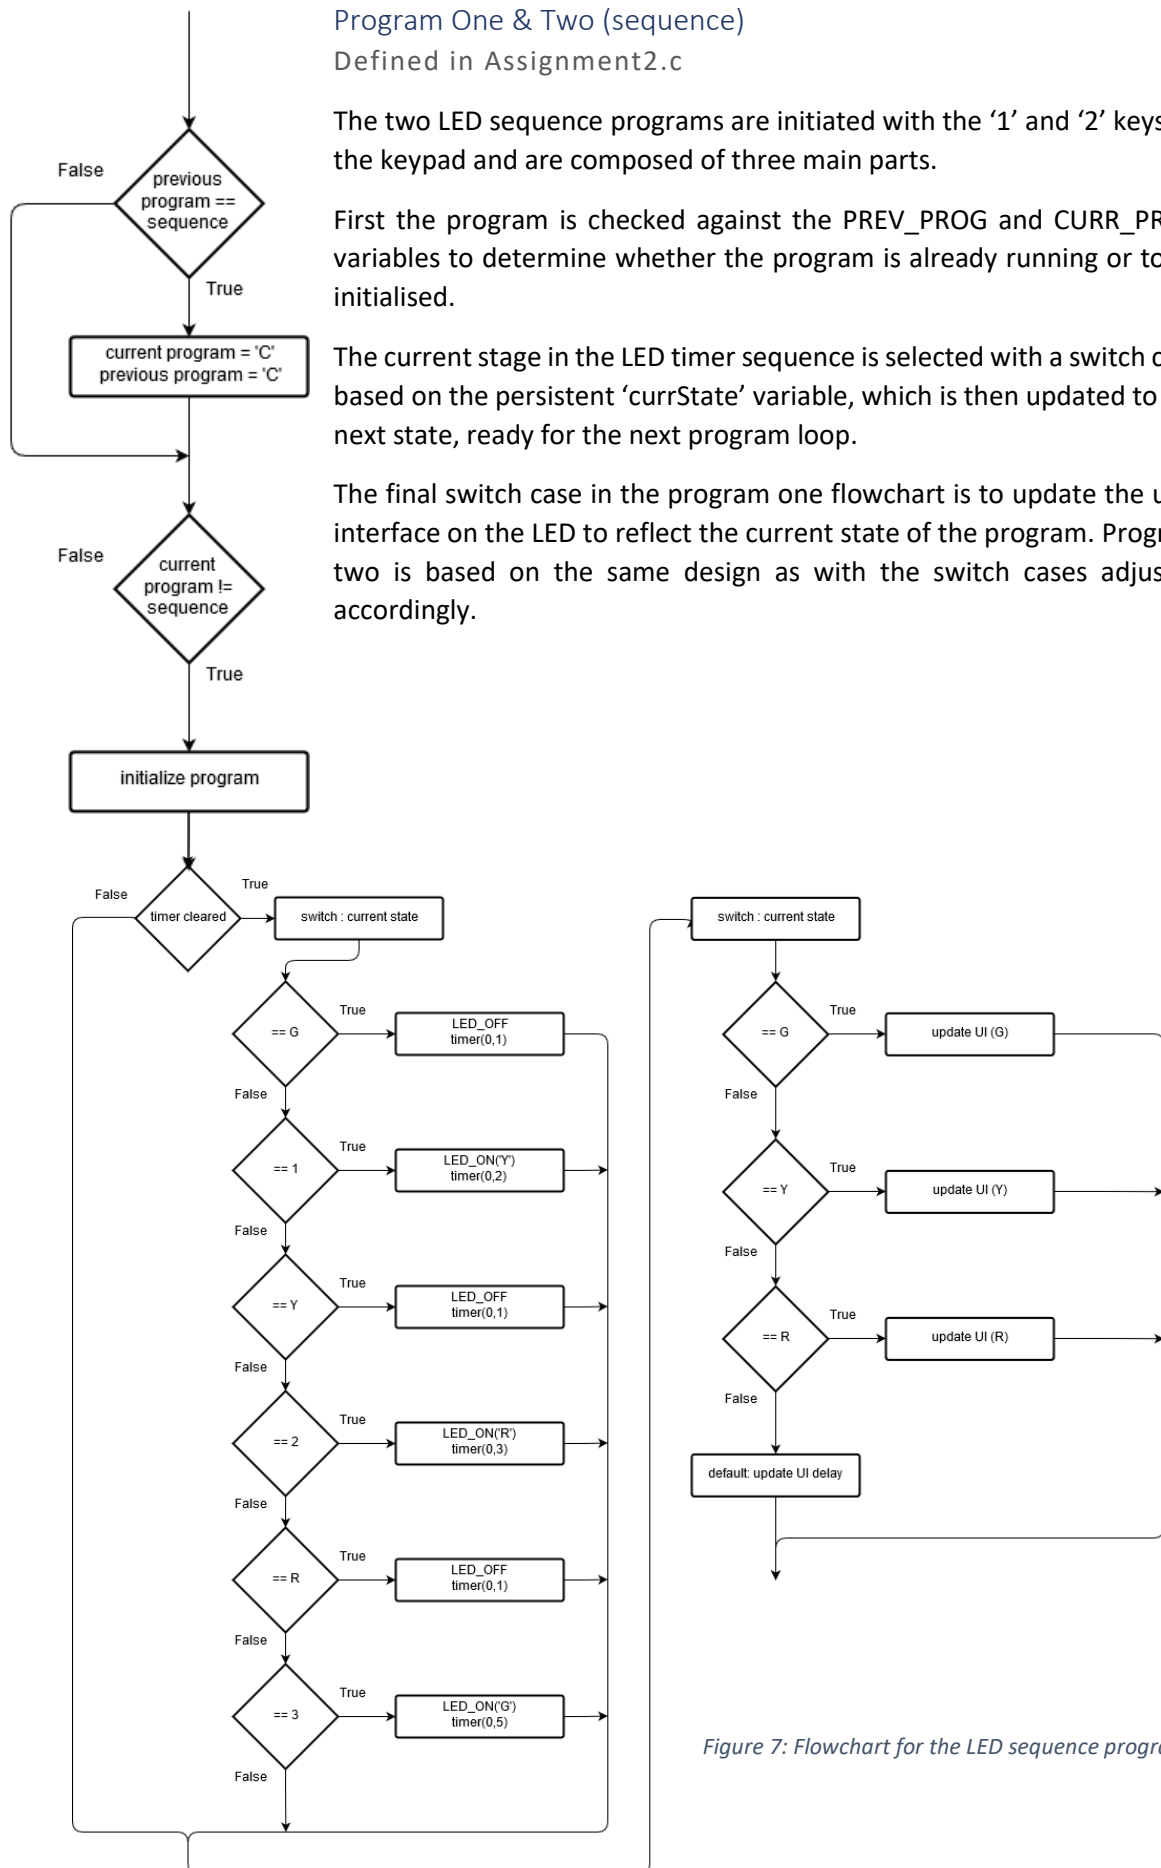 Program One & Two (sequence)
Defined in Assignment2.c
The two LED sequence programs are initiated with the ‘1’ and ‘2’ keys
the keypad and are composed of three main parts.
First the program is checked against the PREV_PROG and CURR_PR
variables to determine whether the program is already running or to
initialised.
The current stage in the LED timer sequence is selected with a switch c
based on the persistent ‘currState’ variable, which is then updated to
next state, ready for the next program loop.
The final switch case in the program one flowchart is to update the u
interface on the LED to reflect the current state of the program. Progr
two is based on the same design as with the switch cases adjus
accordingly.
False
previous
program ==
sequence
True
current program = 'C'
previous program = 'C'
False
current
program !=
sequence
True
initialize program
False
timer cleared
True
switch : current state
== G
True
LED_OFF
timer(0,1)
False
== 1
True
LED_ON('Y')
timer(0,2)
False
== Y
True
LED_OFF
timer(0,1)
False
== 2
True
LED_ON('R')
timer(0,3)
False
== R
True
LED_OFF
timer(0,1)
False
== 3
True
LED_ON('G')
timer(0,5)
False
switch : current state
== G
True
update UI (G)
False
== Y
True
update UI (Y)
False
== R
True
update UI (R)
False
default: update UI delay
Figure 7: Flowchart for the LED sequence progra